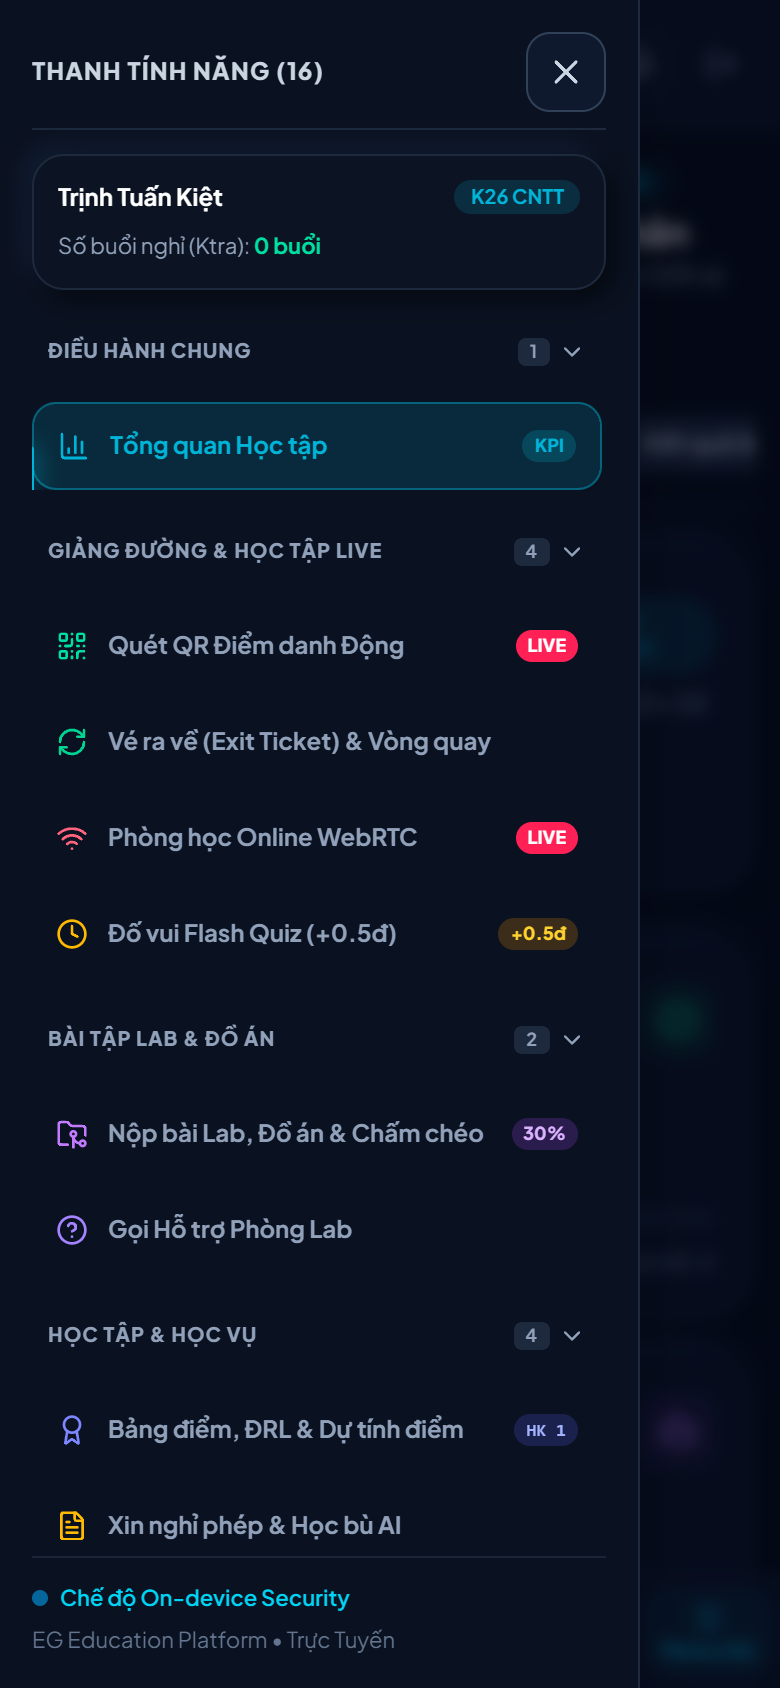 THANH TÍNH NĂNG (16)
Trịnh Tuấn Kiệt
K26 CNTT
Số buổi nghỉ (Ktra): 0 buổi
ĐIỀU HÀNH CHUNG
1
Tổng quan Học tập
KPI
GIẢNG ĐƯỜNG & HỌC TẬP LIVE
4
Quét QR Điểm danh Động
LIVE
Vé ra về (Exit Ticket) & Vòng quay
Phòng học Online WebRTC
LIVE
Đố vui Flash Quiz (+0.5đ)
+0.5đ
BÀI TẬP LAB & ĐỒ ÁN
2
Nộp bài Lab, Đồ án & Chấm chéo
30%
Gọi Hỗ trợ Phòng Lab
HỌC TẬP & HỌC VỤ
4
Bảng điểm, ĐRL & Dự tính điểm
HK 1
Xin nghỉ phép & Học bù AI
Chế độ On-device Security
EG Education Platform • Trực Tuyến